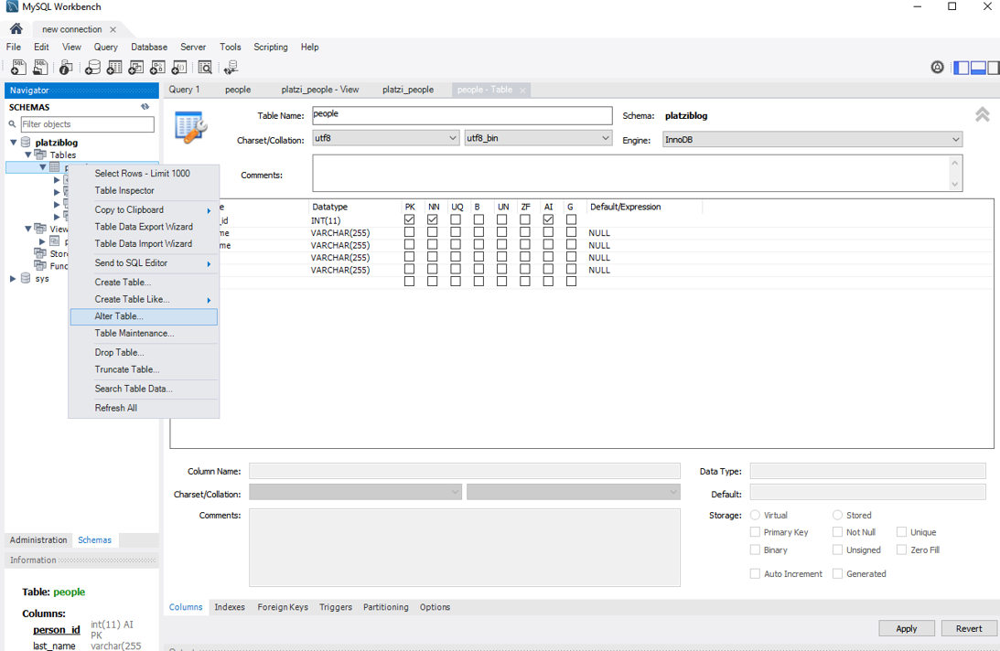 MySQL Workbench
new connection
File Edit View Query Database Server Tools Scripting Help
Navigator
SCHEMAS
Filter objects
platziblog
Tables
sys
Select Rows - Limit 1000
Table Inspector
Copy to Clipboard
Table Data Export Wizard
Table Data Import Wizard
Send to SQL Editor
Create Table...
Create Table Like...
Alter Table...
Table Maintenance...
Drop Table...
Truncate Table...
Search Table Data...
Refresh All
Administration Schemas
Information
Table: people
Columns:
person_id int(11) AI PK
last_name varchar(255
Query 1 people platzi_people - View platzi_people people - Table
Table Name: people Schema: platziblog
Charset/Collation: utf8 utf8_bin Engine: InnoDB
Comments:
Datatype PK NN UQ B UN ZF AI G Default/Expression
INT(11)
VARCHAR(255) NULL
VARCHAR(255) NULL
VARCHAR(255) NULL
VARCHAR(255) NULL
Column Name: Data Type:
Charset/Collation: Default:
Comments: Storage: Virtual Stored
Primary Key Not Null Unique
Binary Unsigned Zero Fill
Auto Increment Generated
Columns Indexes Foreign Keys Triggers Partitioning Options
Apply Revert